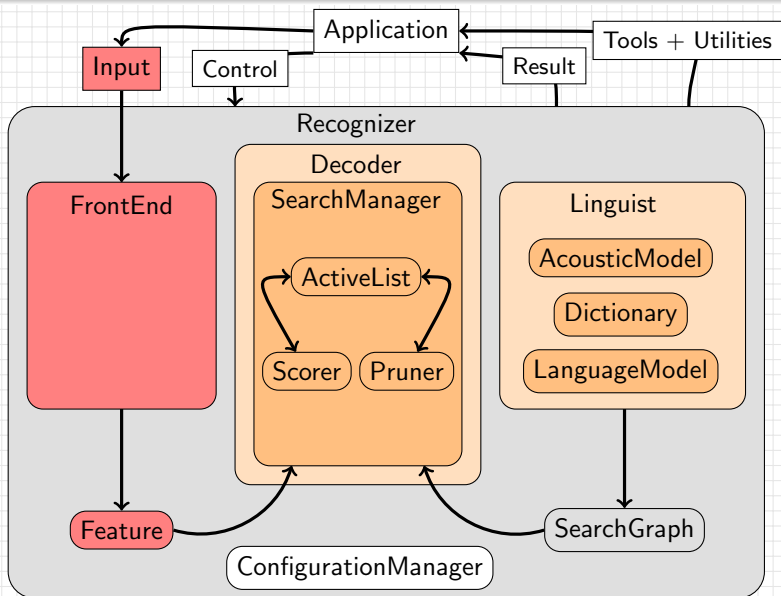 Application
Tools + Utilities
Input
Control
Result
Recognizer
Decoder
FrontEnd
SearchManager
Linguist
ActiveList
AcousticModel
Dictionary
Scorer
Pruner
LanguageModel
Feature
SearchGraph
ConfigurationManager